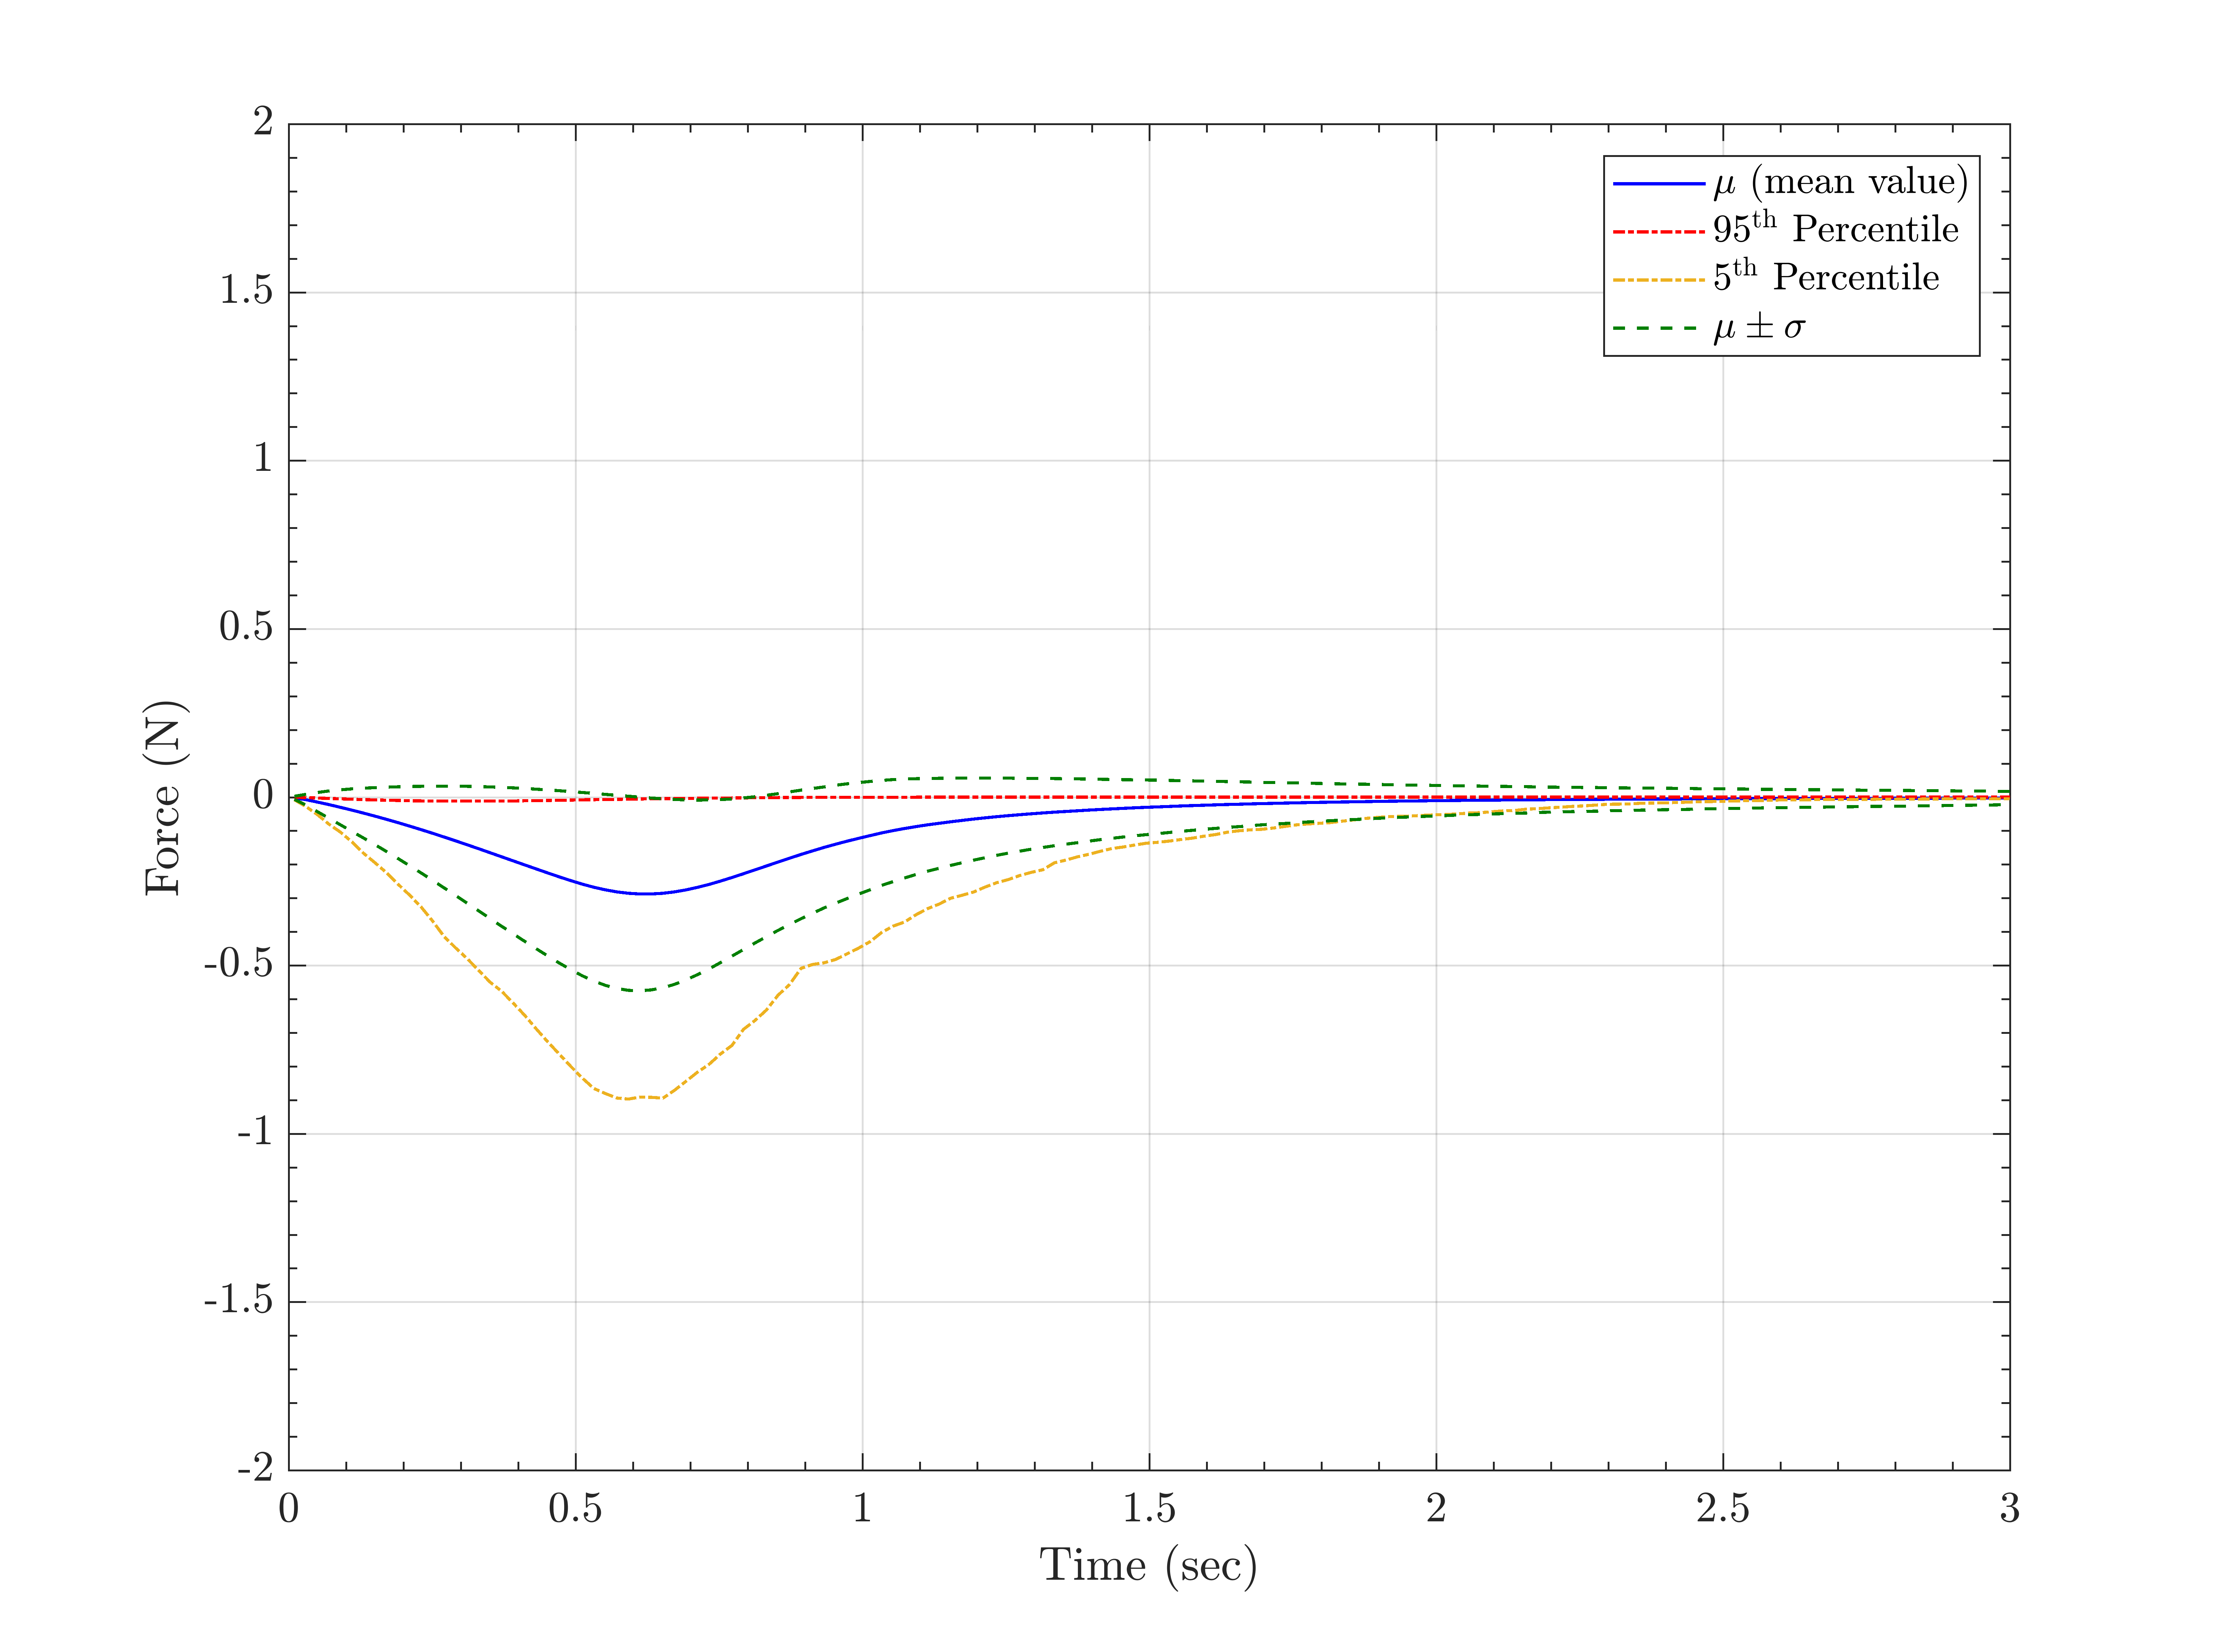 2
1.5
1
0.5
0
-0.5
-1
-1.5
-2
Force (N)
μ (mean value)
95th Percentile
5th Percentile
μ ± σ
0 0.5 1 1.5 2 2.5 3
Time (sec)